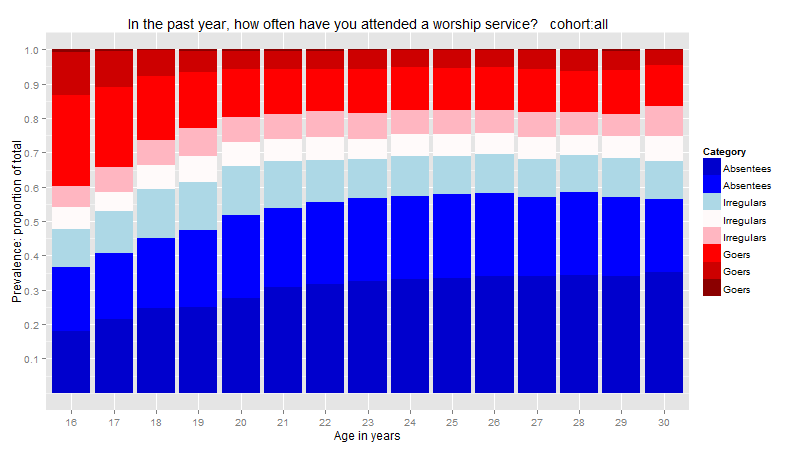 In the past year, how often have you attended a worship service?   cohort:all
Prevalence: proportion of total
1.0
0.9
0.8
0.7
0.6
0.5
0.4
0.3
0.2
0.1
16 17 18 19 20 21 22 23 24 25 26 27 28 29 30
Age in years
Category
Absentees
Absentees
Irregulars
Irregulars
Irregulars
Goers
Goers
Goers